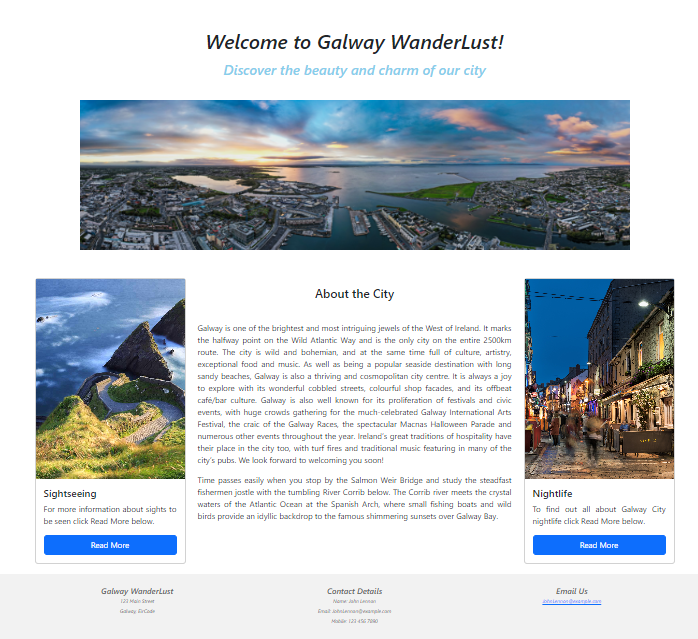 Welcome to Galway WanderLust!
Discover the beauty and charm of our city
About the City
Galway is one of the brightest and most intriguing jewels of the West of Ireland. It marks
the halfway point on the Wild Atlantic Way and is the only city on the entire 2500km
route. The city is wild and bohemian, and at the same time full of culture, artistry,
exceptional food and music. As well as being a popular seaside destination with long
sandy beaches, Galway is also a thriving and cosmopolitan city centre. It is always a joy
to explore with its wonderful cobbled streets, colourful shop facades, and its offbeat
café/bar culture. Galway is also well known for its proliferation of festivals and civic
events, with huge crowds gathering for the much-celebrated Galway International Arts
Festival, the craic of the Galway Races, the spectacular Macnas Halloween Parade and
numerous other events throughout the year. Ireland's great traditions of hospitality have
their place in the city too, with turf fires and traditional music featuring in many of the
city's pubs. We look forward to welcoming you soon!
Time passes easily when you stop by the Salmon Weir Bridge and study the steadfast
fishermen jostle with the tumbling River Corrib below. The Corrib river meets the crystal
waters of the Atlantic Ocean at the Spanish Arch, where small fishing boats and wild
birds provide an idyllic backdrop to the famous shimmering sunsets over Galway Bay.
Sightseeing
For more information about sights to
be seen click Read More below.
Read More
Nightlife
To find out all about Galway City
nightlife click Read More below.
Read More
Galway WanderLust
123 Main Street
Galway, EirCode
Contact Details
Name: John Lennon
Email: JohnLennon@example.com
Mobile: 123 456 7890
Email Us
JohnLennon@example.com